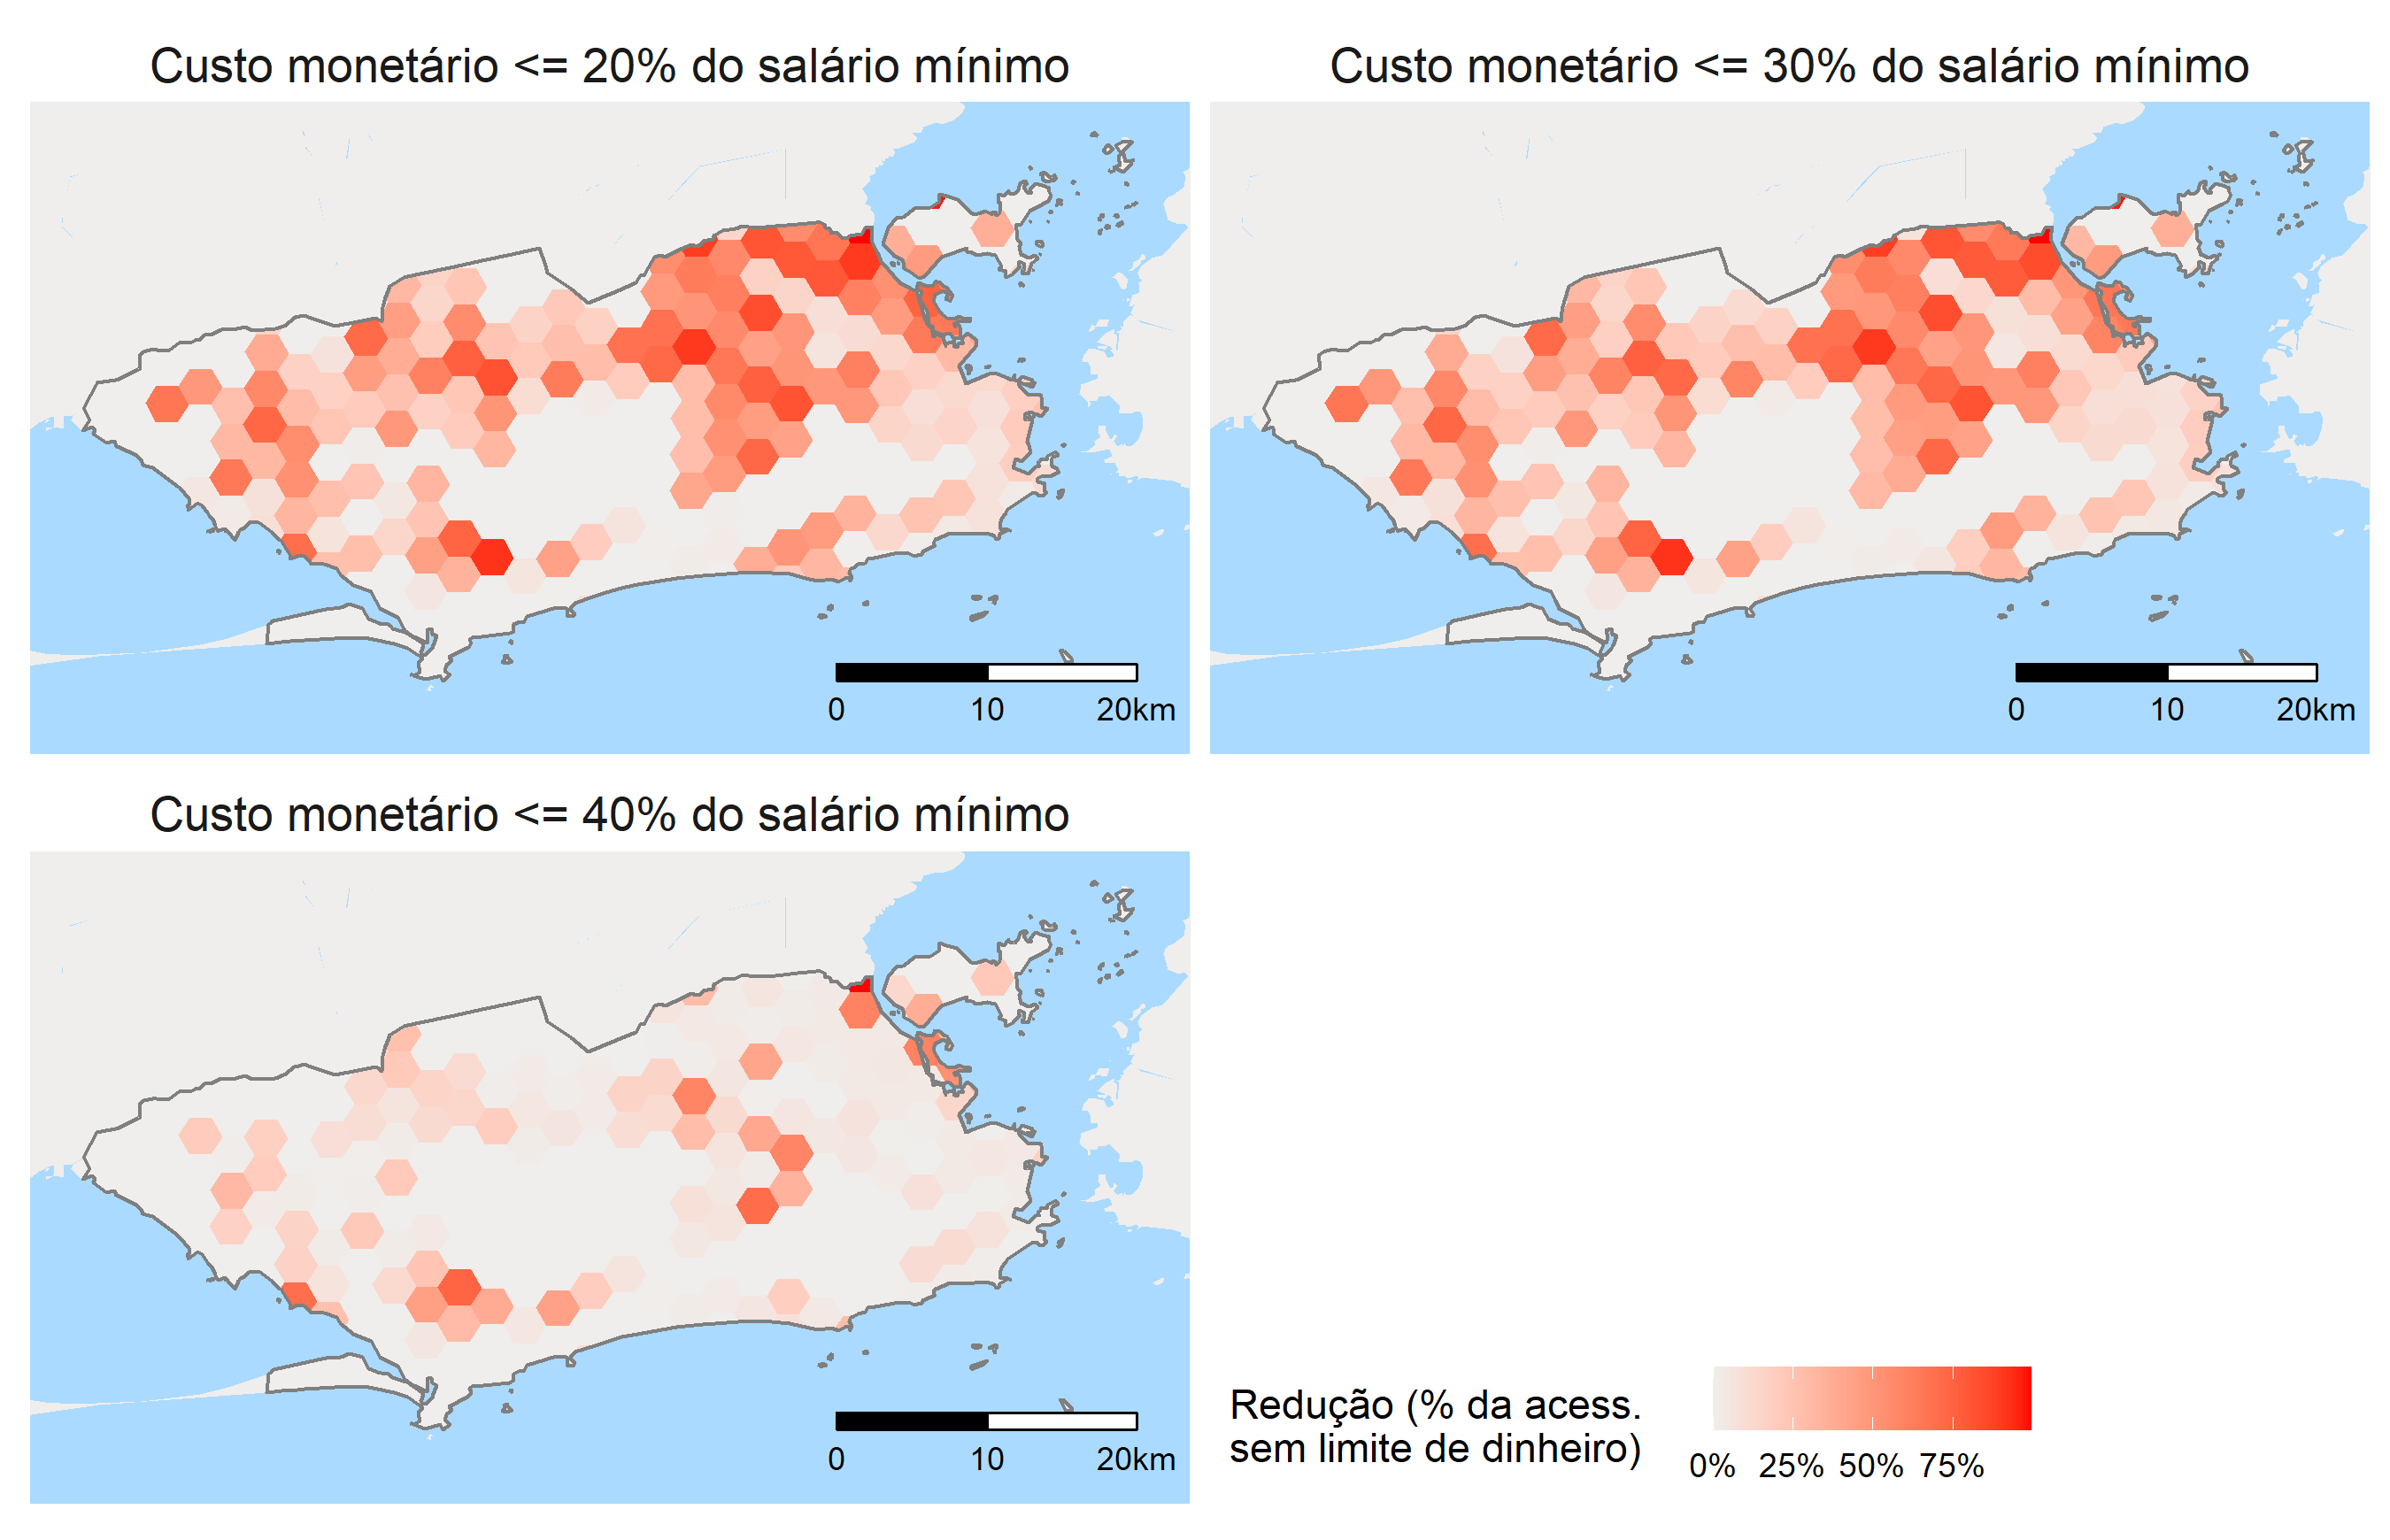 Custo monetário <= 20% do salário mínimo
Custo monetário <= 30% do salário mínimo
0 10 20km
0 10 20km
Custo monetário <= 40% do salário mínimo
0 10 20km
Redução (% da acess.
sem limite de dinheiro)
0% 25% 50% 75%